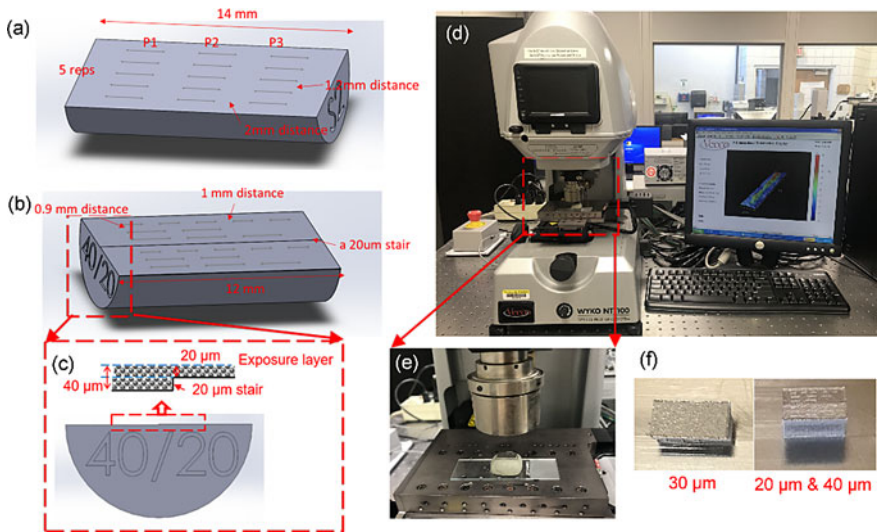 (a)
14 mm
P1 P2 P3
5 reps
1.2mm distance
2mm distance
(b)
1 mm distance
0.9 mm distance
a 20um stair
40/20
12 mm
(c)
20 μm
Exposure layer
40 μm
20 μm stair
40/20
(d)
WYKO NT1100
(e)
(f)
30 μm
20 μm & 40 μm